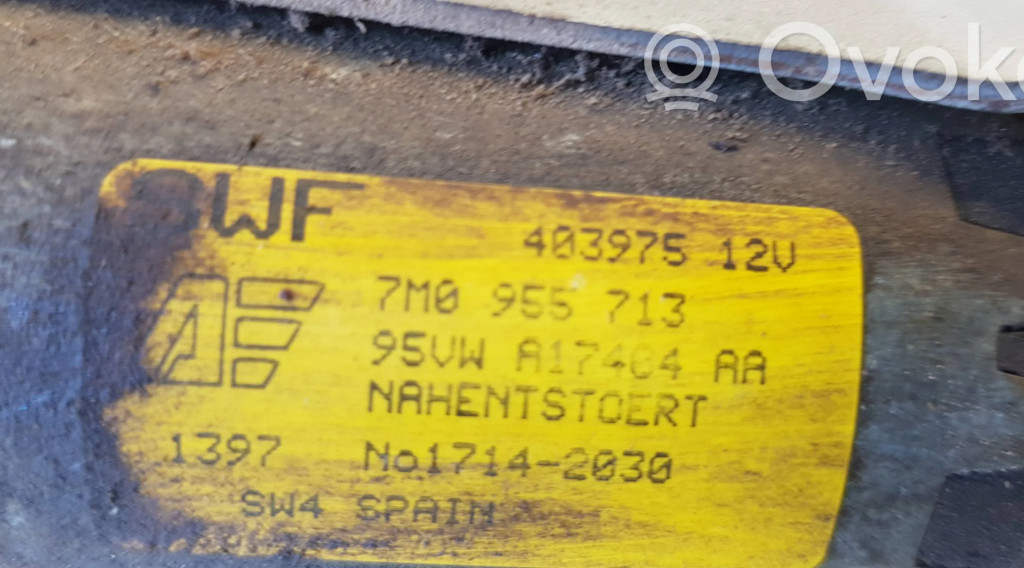 Ovoko
SWF
403975 12V
7M0 955 713
95VW A17404 AA
NAHENTSTOERT
1397 No1714-2030
SW4 SPAIN